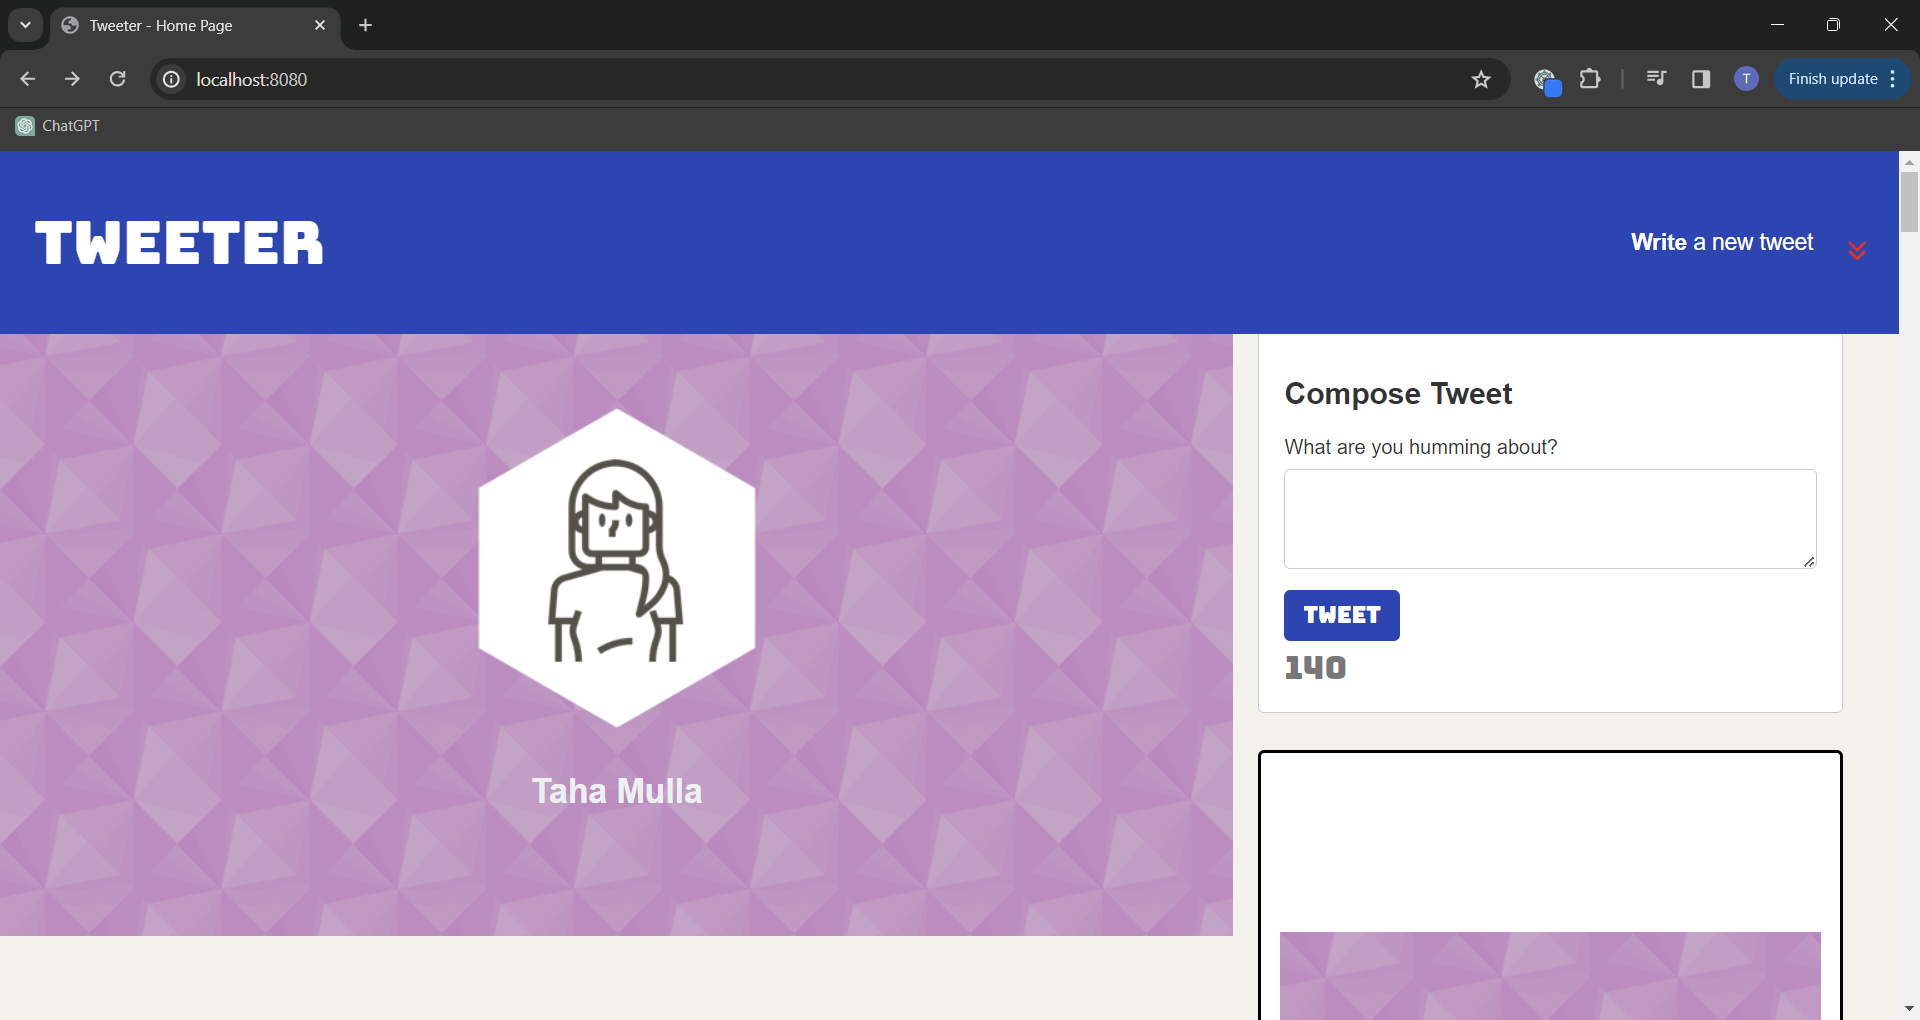 Tweeter - Home Page
localhost:8080
T
Finish update
ChatGPT
TWEETER
Write a new tweet
Compose Tweet
What are you humming about?
TWEET
140
Taha Mulla